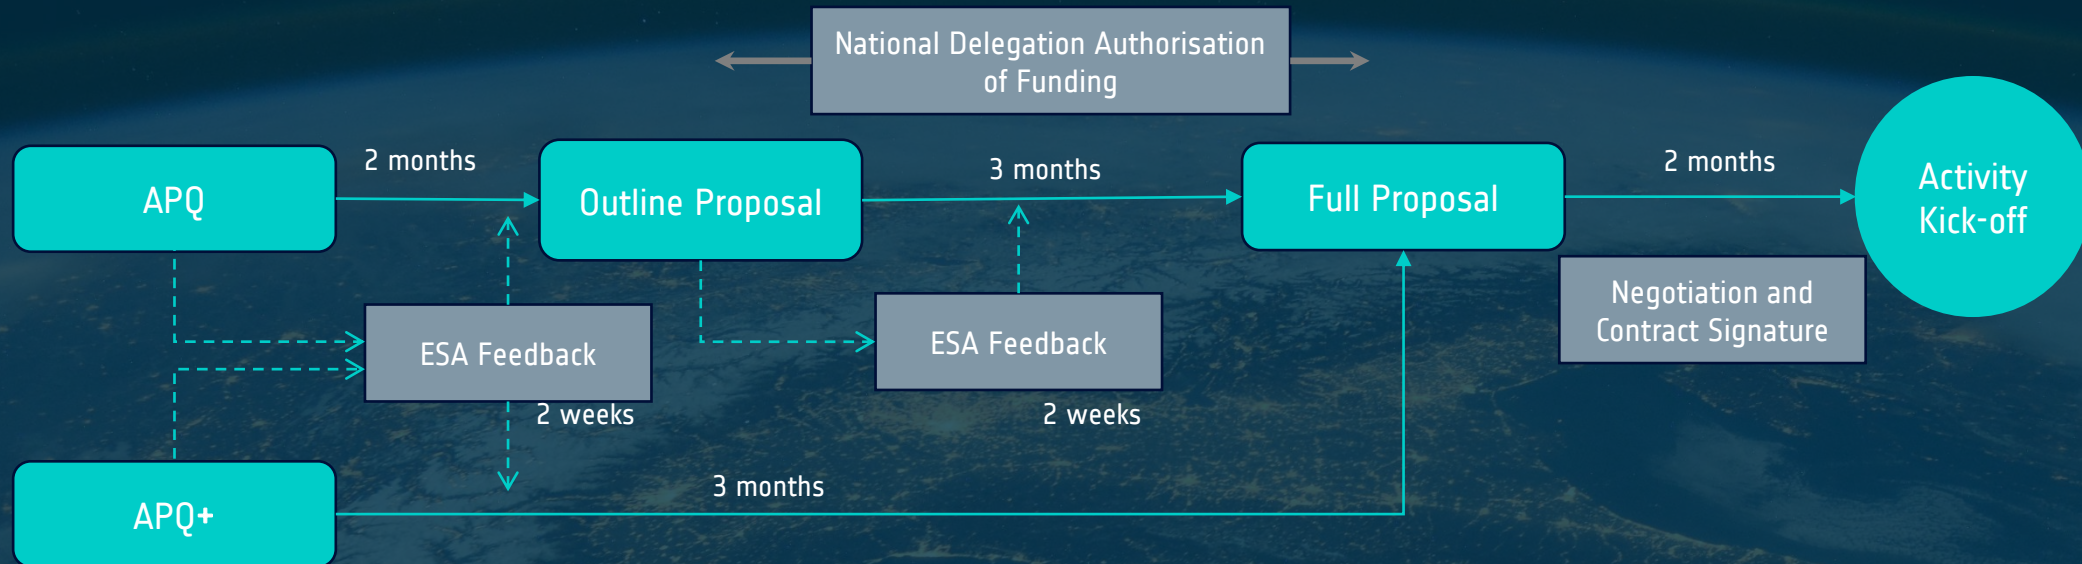 National Delegation Authorisation
of Funding
APQ
2 months
Outline Proposal
3 months
Full Proposal
2 months
Activity
Kick-off
ESA Feedback
2 weeks
ESA Feedback
2 weeks
Negotiation and
Contract Signature
APQ+
3 months